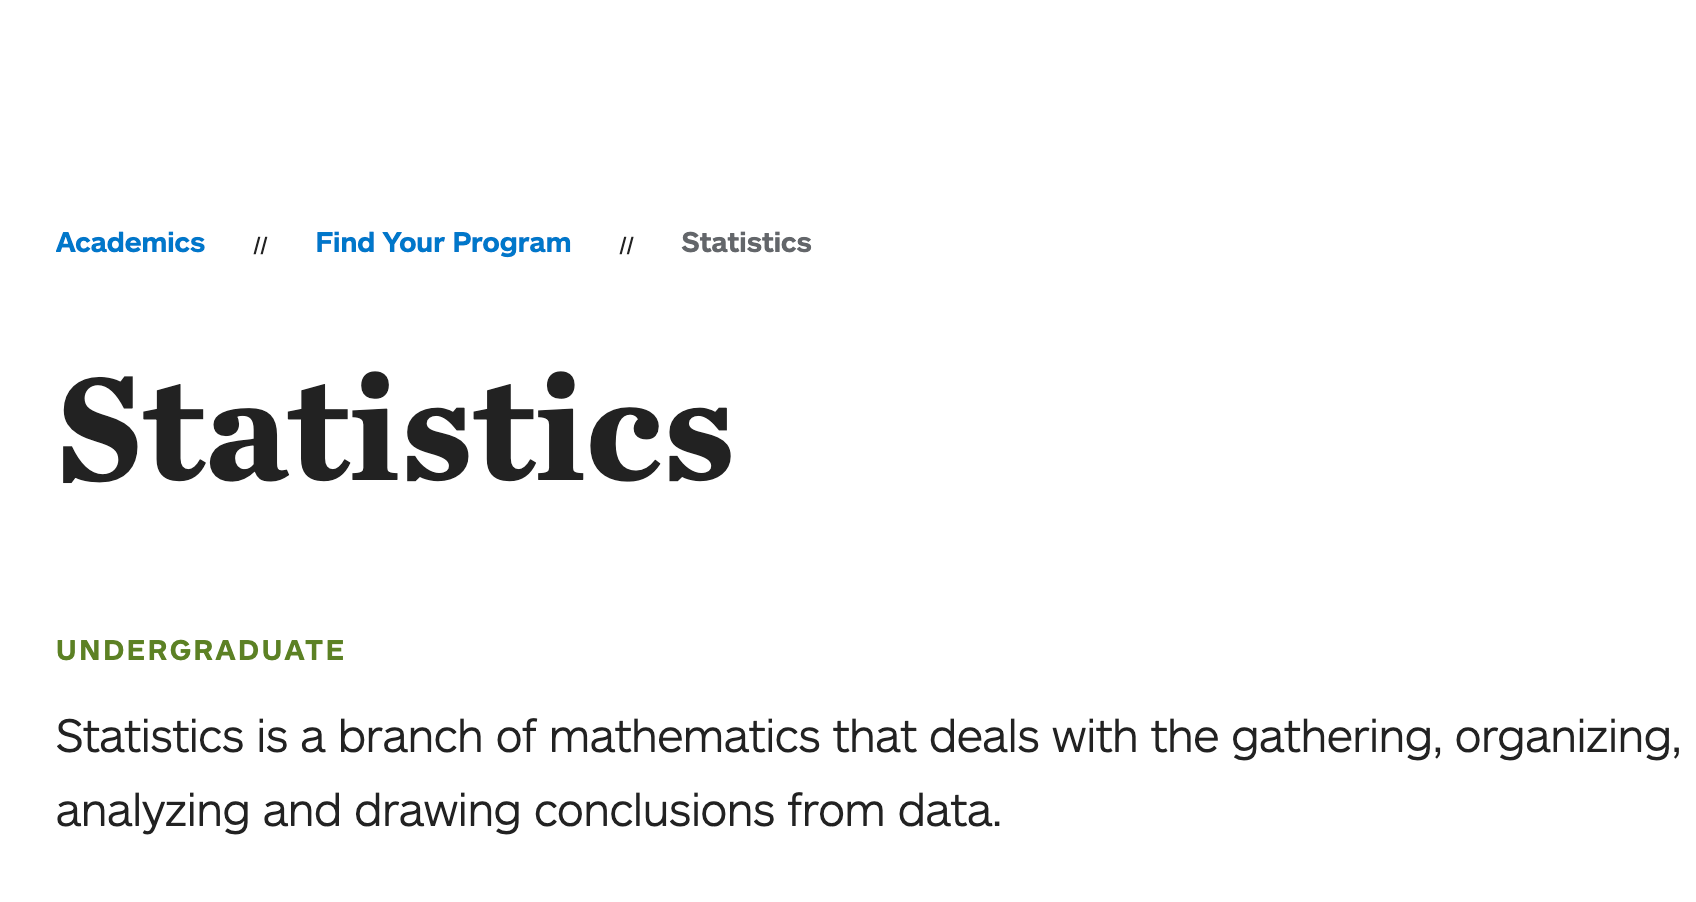 Academics // Find Your Program // Statistics
Statistics
UNDERGRADUATE
Statistics is a branch of mathematics that deals with the gathering, organizing,
analyzing and drawing conclusions from data.